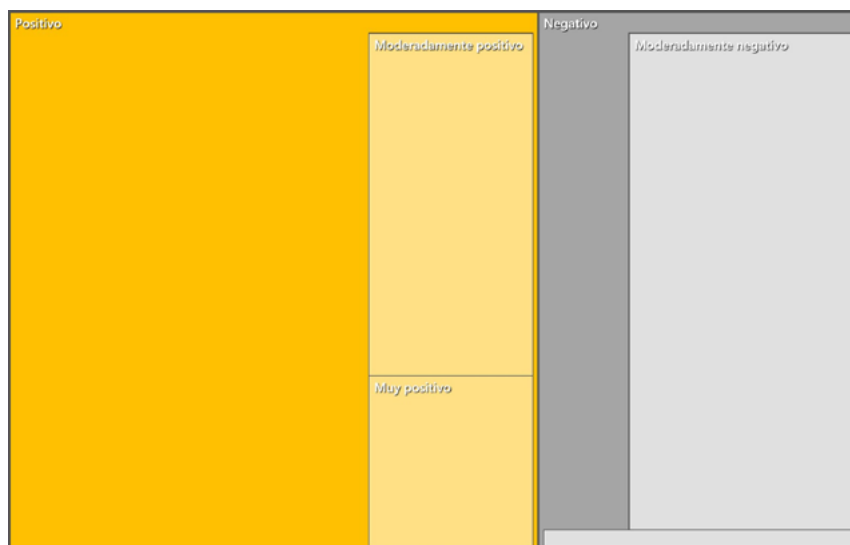 Positivo
Negativo
Moderadamente positivo
Moderadamente negativo
Muy positivo